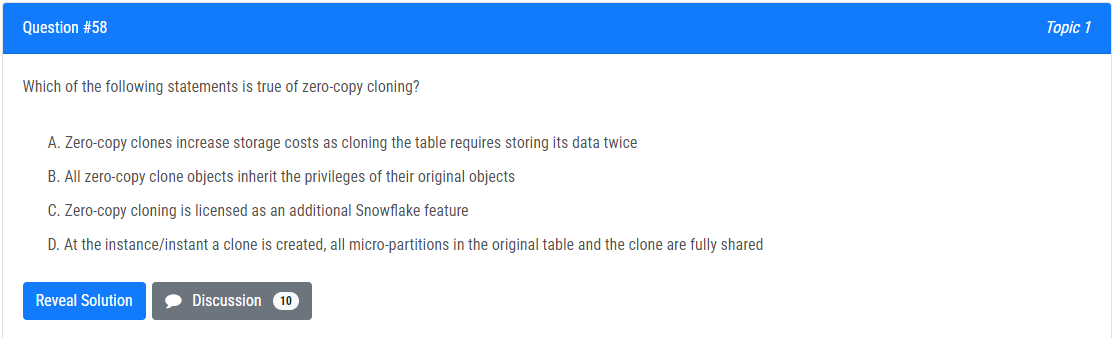 Question #58
Topic 1
Which of the following statements is true of zero-copy cloning?
A. Zero-copy clones increase storage costs as cloning the table requires storing its data twice
B. All zero-copy clone objects inherit the privileges of their original objects
C. Zero-copy cloning is licensed as an additional Snowflake feature
D. At the instance/instant a clone is created, all micro-partitions in the original table and the clone are fully shared
Reveal Solution
Discussion 10